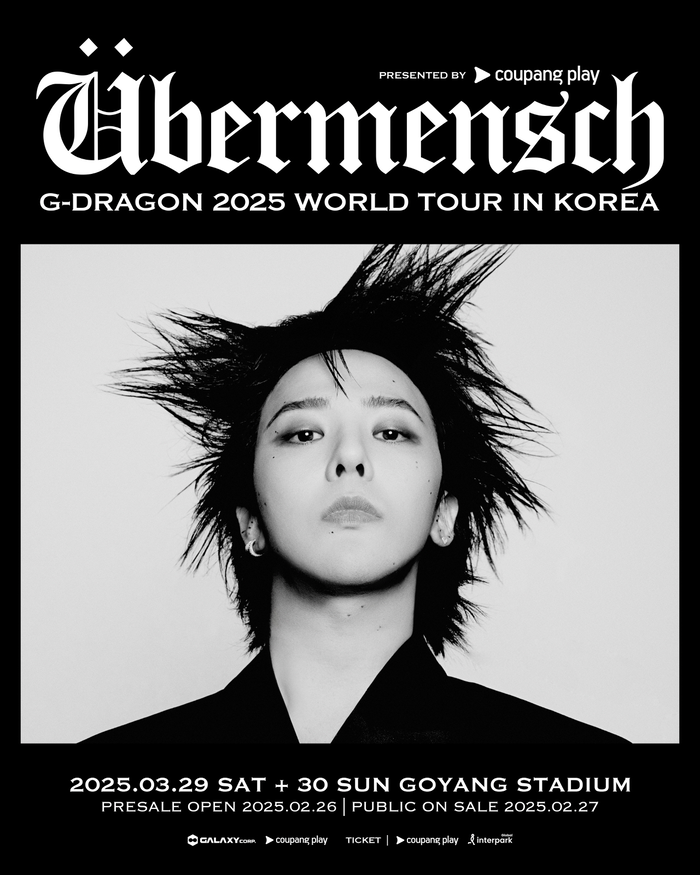 PRESENTED BY coupang play
Übermensch
G-DRAGON 2025 WORLD TOUR IN KOREA
2025.03.29 SAT + 30 SUN GOYANG STADIUM
PRESALE OPEN 2025.02.26 | PUBLIC ON SALE 2025.02.27
GALAXY CORP. coupang play TICKET | coupang play Global interpark